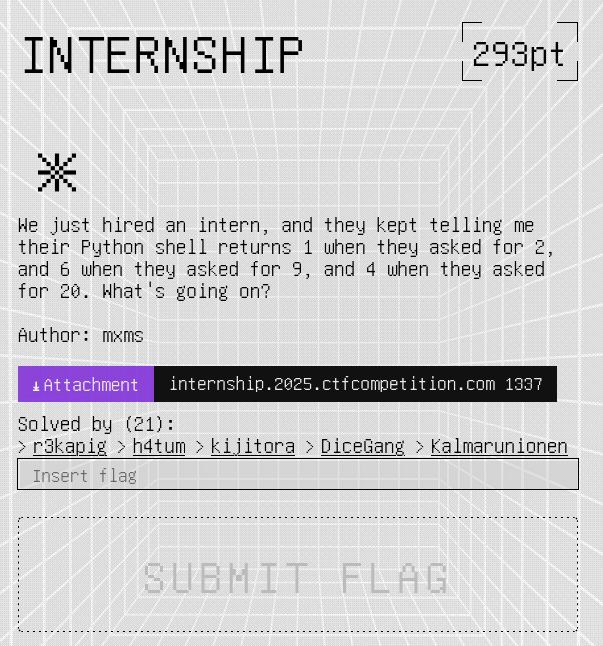 INTERNSHIP
293pt
We just hired an intern, and they kept telling me
their Python shell returns 1 when they asked for 2,
and 6 when they asked for 9, and 4 when they asked
for 20. What's going on?
Author: mxms
Attachment
internship.2025.ctfcompetition.com 1337
Solved by (21):
> r3kapig > h4tum > kijitora > DiceGang > Kalmarunionen
Insert flag
SUBMIT FLAG